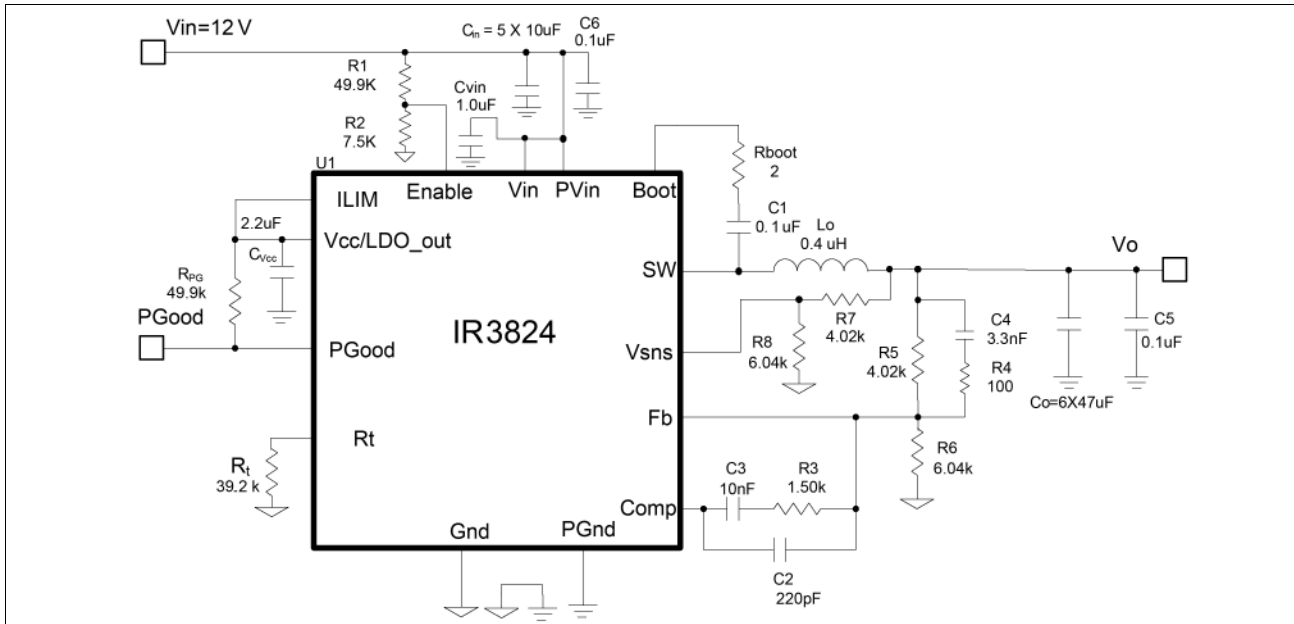 Vin=12 V
Cin = 5 X 10uF
C6
0.1uF
R1
49.9K
Cvin
1.0uF
R2
7.5K
U1
Rboot
2
ILIM
Enable
Vin
PVin
Boot
2.2uF
Vcc/LDO_out
CVcc
C1
0.1uF
Lo
0.4 uH
Vo
SW
RPG
49.9k
PGood
PGood
IR3824
R7
4.02k
Vsns
R8
6.04k
R5
4.02k
C4
3.3nF
R4
100
C5
0.1uF
Co=6X47uF
Fb
Rt
Rt
39.2 k
R6
6.04k
C3
10nF
R3
1.50k
Comp
Gnd
PGnd
C2
220pF